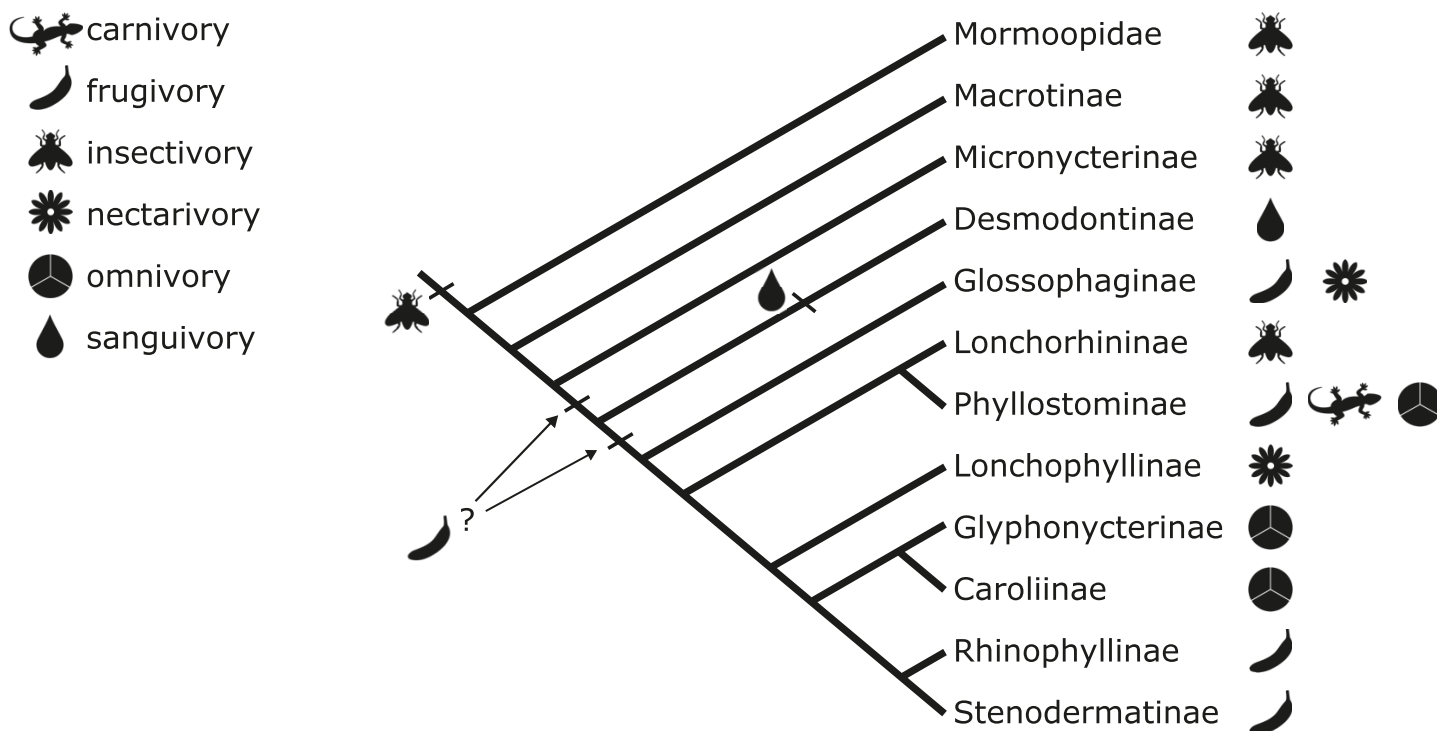 carnivory
frugivory
insectivory
nectarivory
omnivory
sanguivory
Mormoopidae
Macrotinae
Micronycterinae
Desmodontinae
Glossophaginae
Lonchorhininae
Phyllostominae
Lonchophyllinae
Glyphonycterinae
Caroliinae
Rhinophyllinae
Stenodermatinae
?